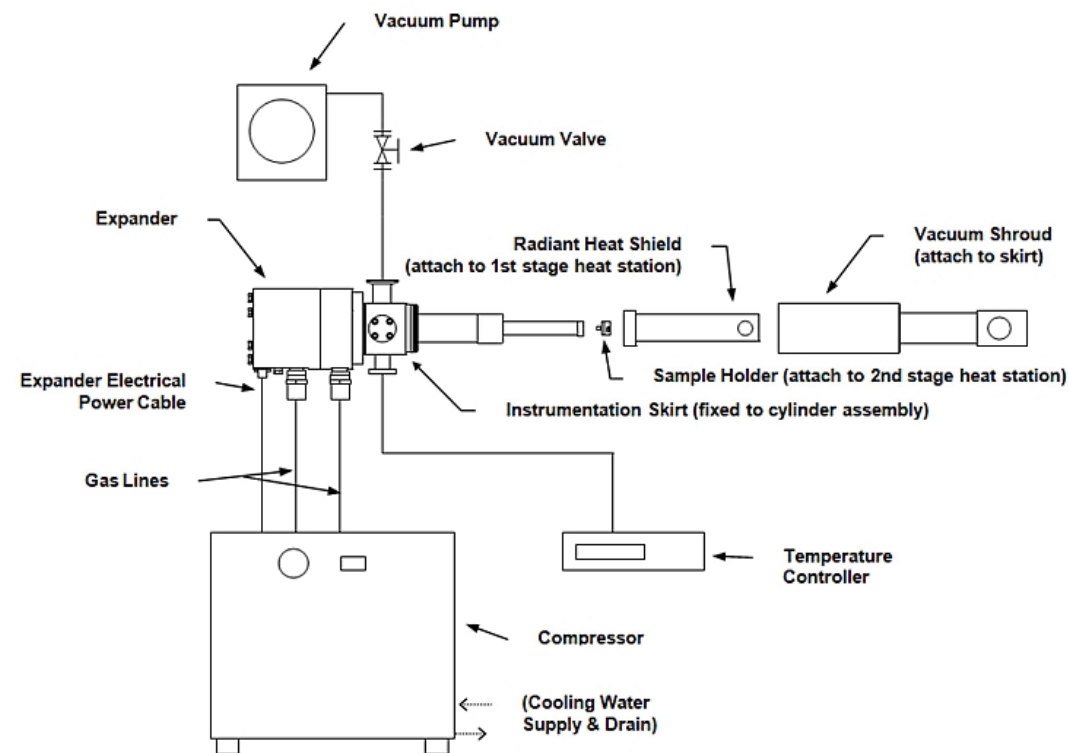 Vacuum Pump
Vacuum Valve
Expander
Radiant Heat Shield
(attach to 1st stage heat station)
Vacuum Shroud
(attach to skirt)
Expander Electrical
Power Cable
Sample Holder (attach to 2nd stage heat station)
Instrumentation Skirt (fixed to cylinder assembly)
Gas Lines
Temperature
Controller
Compressor
(Cooling Water
Supply & Drain)